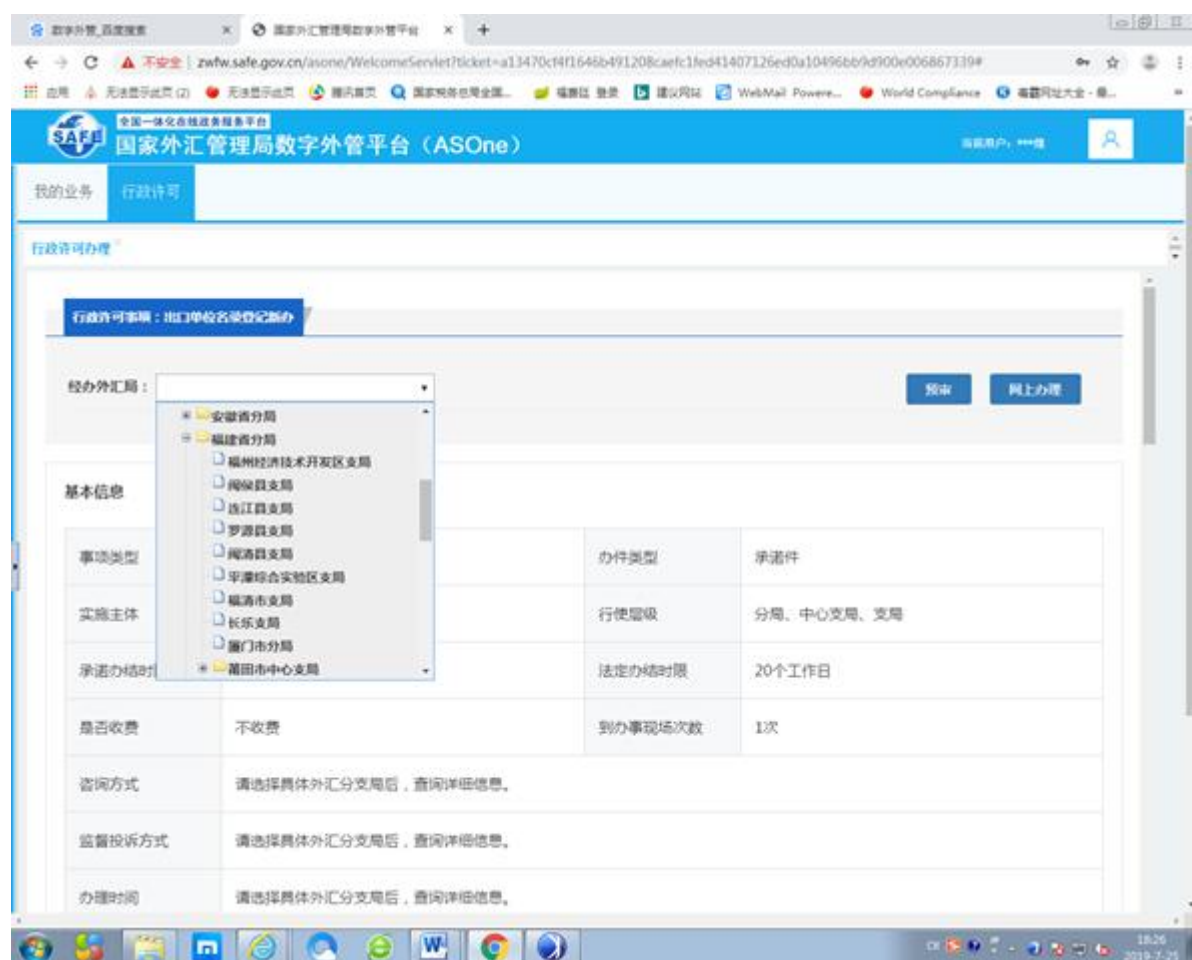 数字外管_百度搜索
国家外汇管理局数字外管平台
不安全 | zwfw.safe.gov.cn/asone/WelcomeServlet?ticket=
应用 无法显示此页 (2) 无法显示此页 腾讯首页 国家税务总局全国... 福建区 登录 建议网站 WebMail Powere... World Compliance
全国一体化在线政务服务平台
SAFE 国家外汇管理局数字外管平台（ASOne）
当前用户：***
我的业务 行政许可
行政许可办理
行政许可事项：出口单位名录登记新办
经办外汇局：
预审 网上办理
安徽省分局
福建省分局
福州经济技术开发区支局
闽侯县支局
连江县支局
罗源县支局
闽清县支局
平潭综合实验区支局
福清市支局
长乐支局
厦门市分局
莆田市中心支局
基本信息
事项类型 办件类型 承诺件
实施主体 行使层级 分局、中心支局、支局
承诺办结时 法定办结时限 20个工作日
是否收费 不收费 到办事现场次数 1次
咨询方式 请选择具体外汇分支局后，查询详细信息。
监督投诉方式 请选择具体外汇分支局后，查询详细信息。
办理时间 请选择具体外汇分支局后，查询详细信息。
18:26
2019-7-21